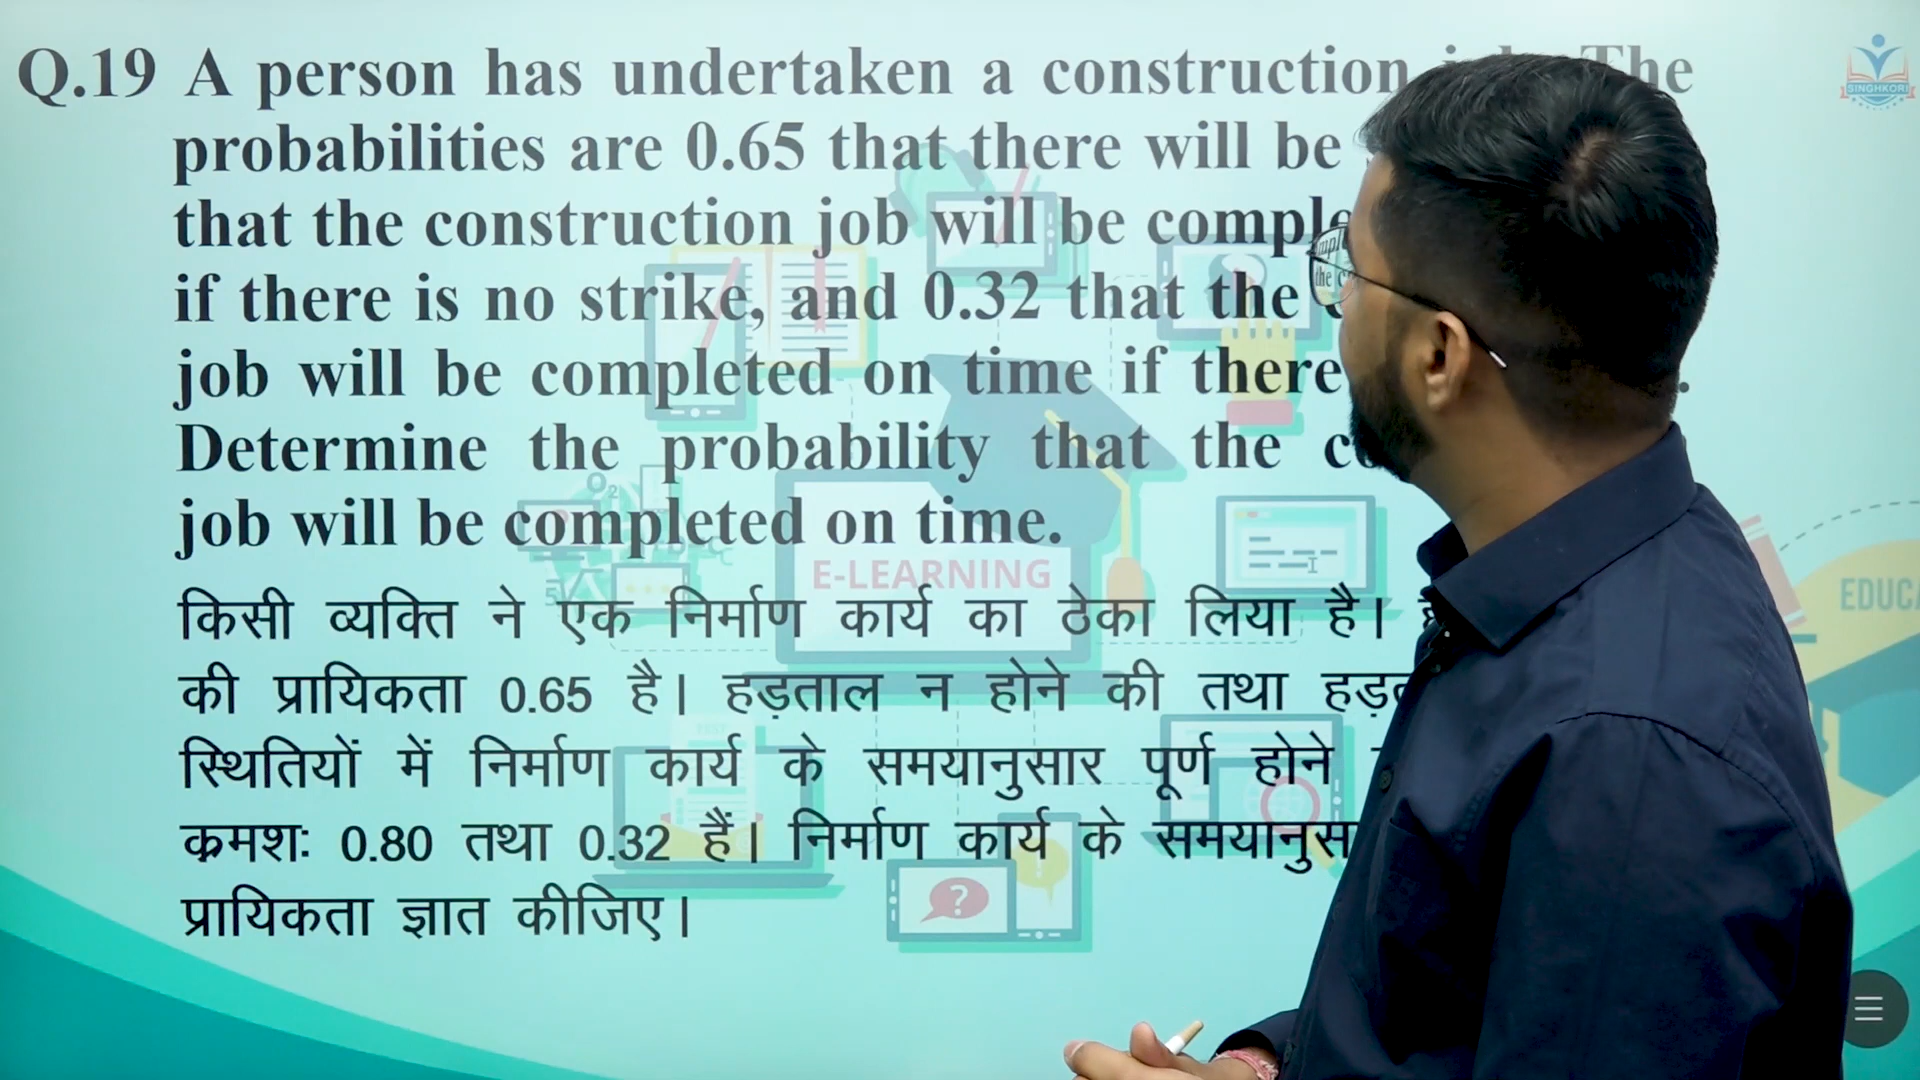 Q.19 A person has undertaken a construction The
probabilities are 0.65 that there will be
that the construction job will be
if there is no strike, and 0.32 that the
job will be completed on time if there
Determine the probability that the
job will be completed on time.
किसी व्यक्ति ने एक निर्माण कार्य का ठेका लिया है।
की प्रायिकता 0.65 है। हड़ताल न होने की तथा
स्थितियों में निर्माण कार्य के समयानुसार पूर्ण होने
क्रमशः 0.80 तथा 0.32 हैं। निर्माण कार्य के
प्रायिकता ज्ञात कीजिए।
E-LEARNING
SINGHKORI